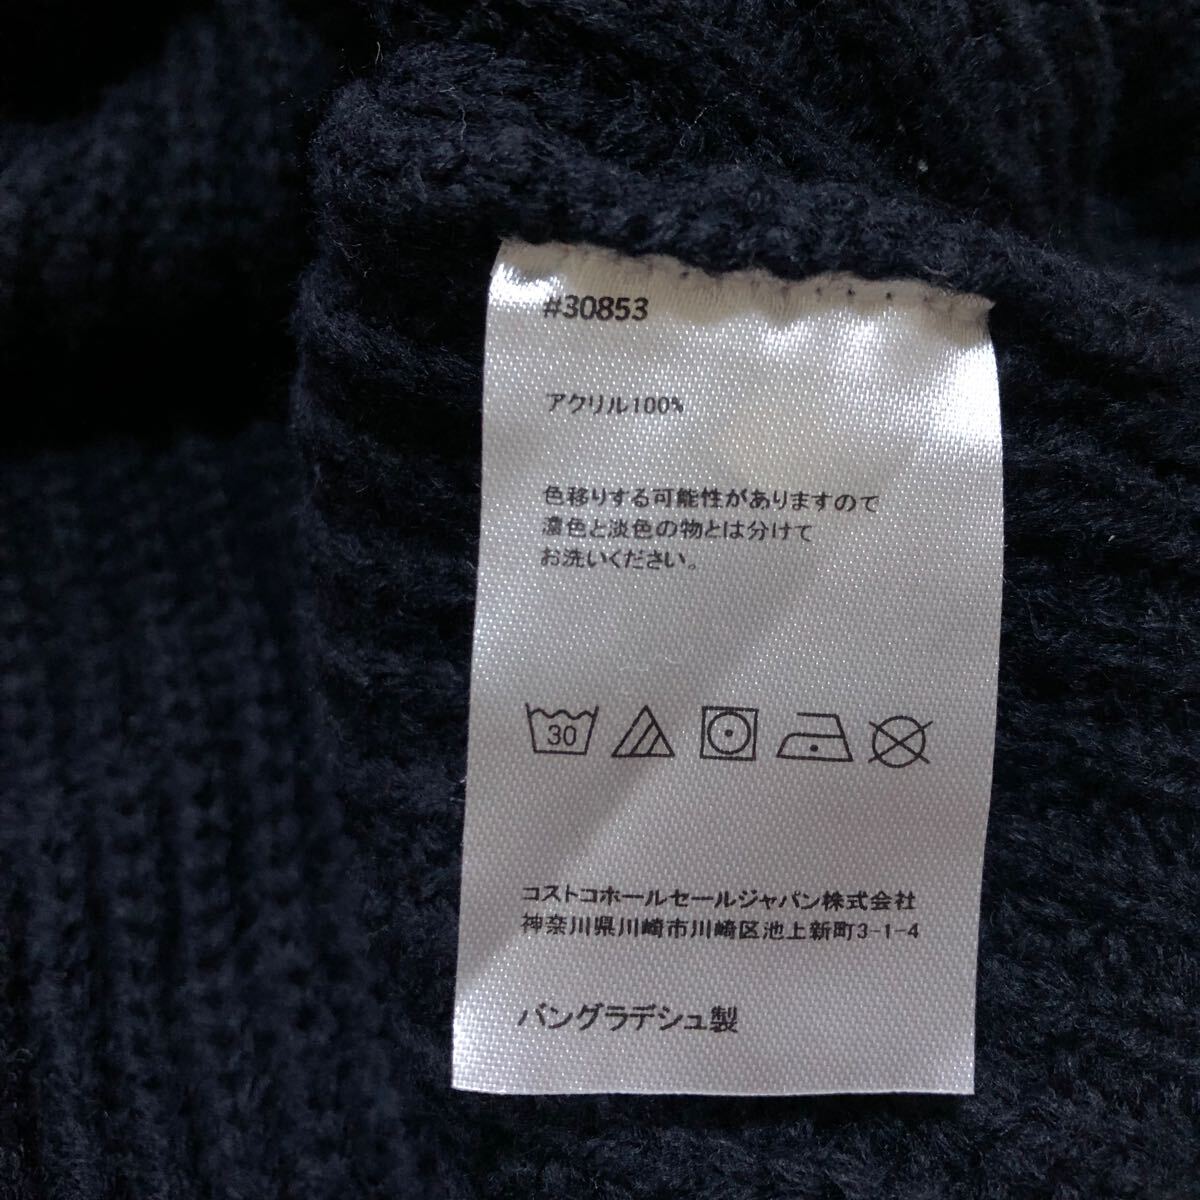 #30853
アクリル100%
色移りする可能性がありますので
濃色と淡色の物とは分けて
お洗いください。
30
コストコホールセールジャパン株式会社
神奈川県川崎市川崎区池上新町3-1-4
バングラデシュ製